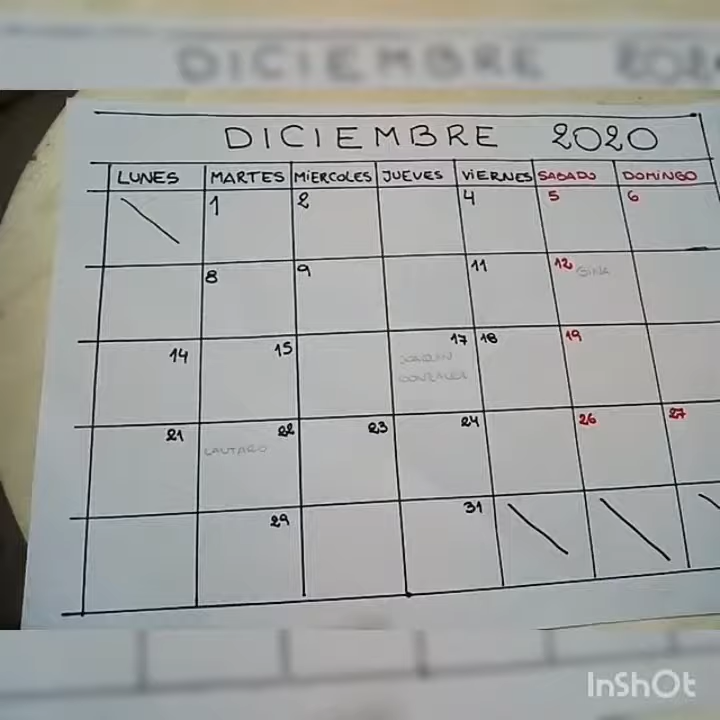 DICIEMBRE 2020
LUNES MARTES MIERCOLES JUEVES VIERNES SABADO DOMINGO
1 2 4 5 6
8 9 11 12 GINA
14 15 17 18 19
JOAQUIN
GONZALEZ
21 22 23 24 26 27
LAUTARO
29 31
InShOt